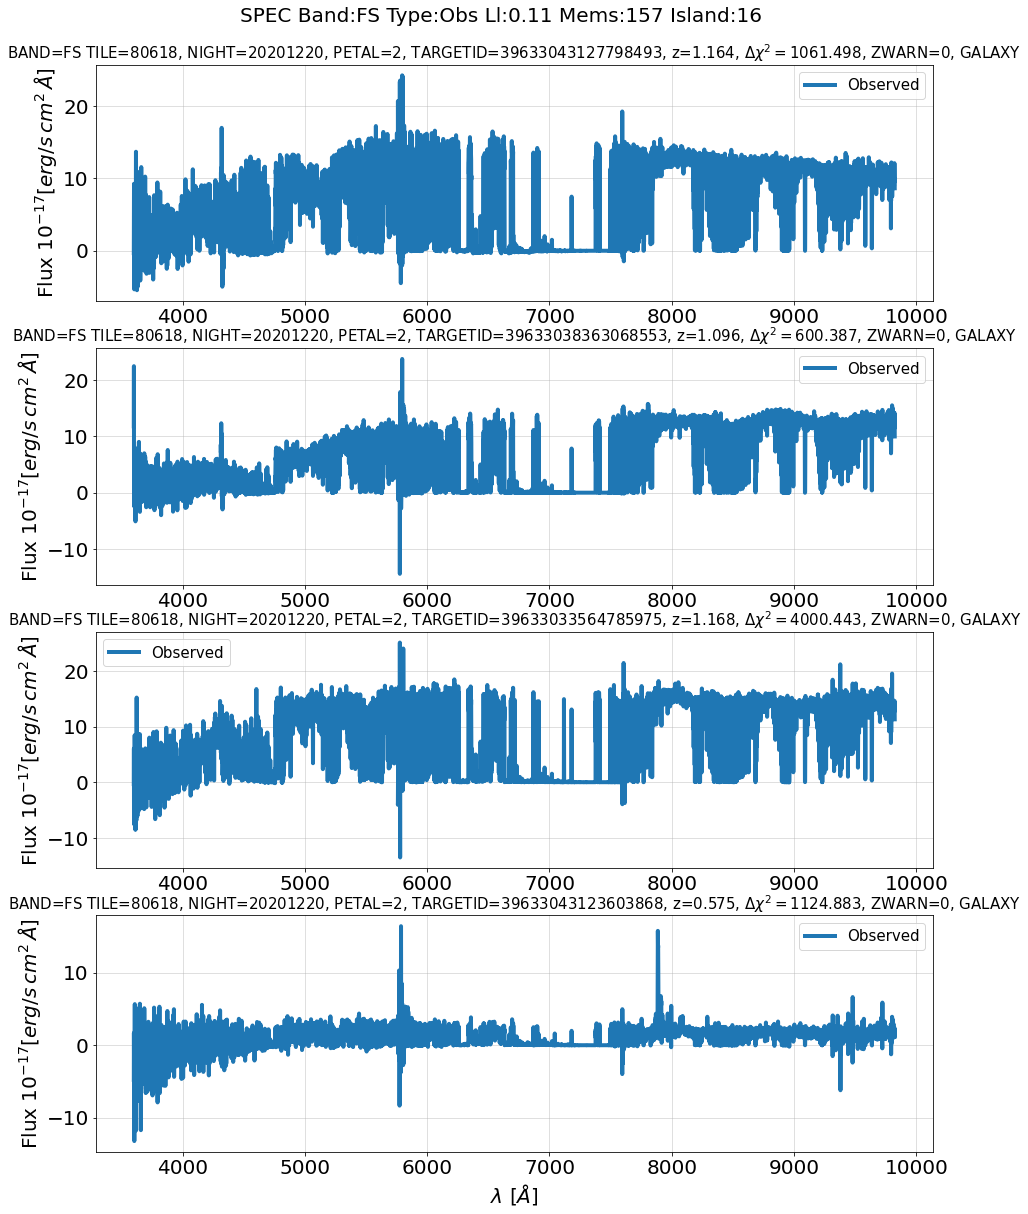 SPEC Band:FS Type:Obs Ll:0.11 Mems:157 Island:16
BAND=FS TILE=80618, NIGHT=20201220, PETAL=2, TARGETID=39633043127798493, z=1.164, Δχ²=1061.498, ZWARN=0, GALAXY
Observed
Flux 10⁻¹⁷[erg/s cm² Å]
20
10
0
4000 5000 6000 7000 8000 9000 10000
BAND=FS TILE=80618, NIGHT=20201220, PETAL=2, TARGETID=39633038363068553, z=1.096, Δχ²=600.387, ZWARN=0, GALAXY
Observed
Flux 10⁻¹⁷[erg/s cm² Å]
20
10
0
−10
4000 5000 6000 7000 8000 9000 10000
BAND=FS TILE=80618, NIGHT=20201220, PETAL=2, TARGETID=39633033564785975, z=1.168, Δχ²=4000.443, ZWARN=0, GALAXY
Observed
Flux 10⁻¹⁷[erg/s cm² Å]
20
10
0
−10
4000 5000 6000 7000 8000 9000 10000
BAND=FS TILE=80618, NIGHT=20201220, PETAL=2, TARGETID=39633043123603868, z=0.575, Δχ²=1124.883, ZWARN=0, GALAXY
Observed
Flux 10⁻¹⁷[erg/s cm² Å]
10
0
−10
4000 5000 6000 7000 8000 9000 10000
λ [Å]